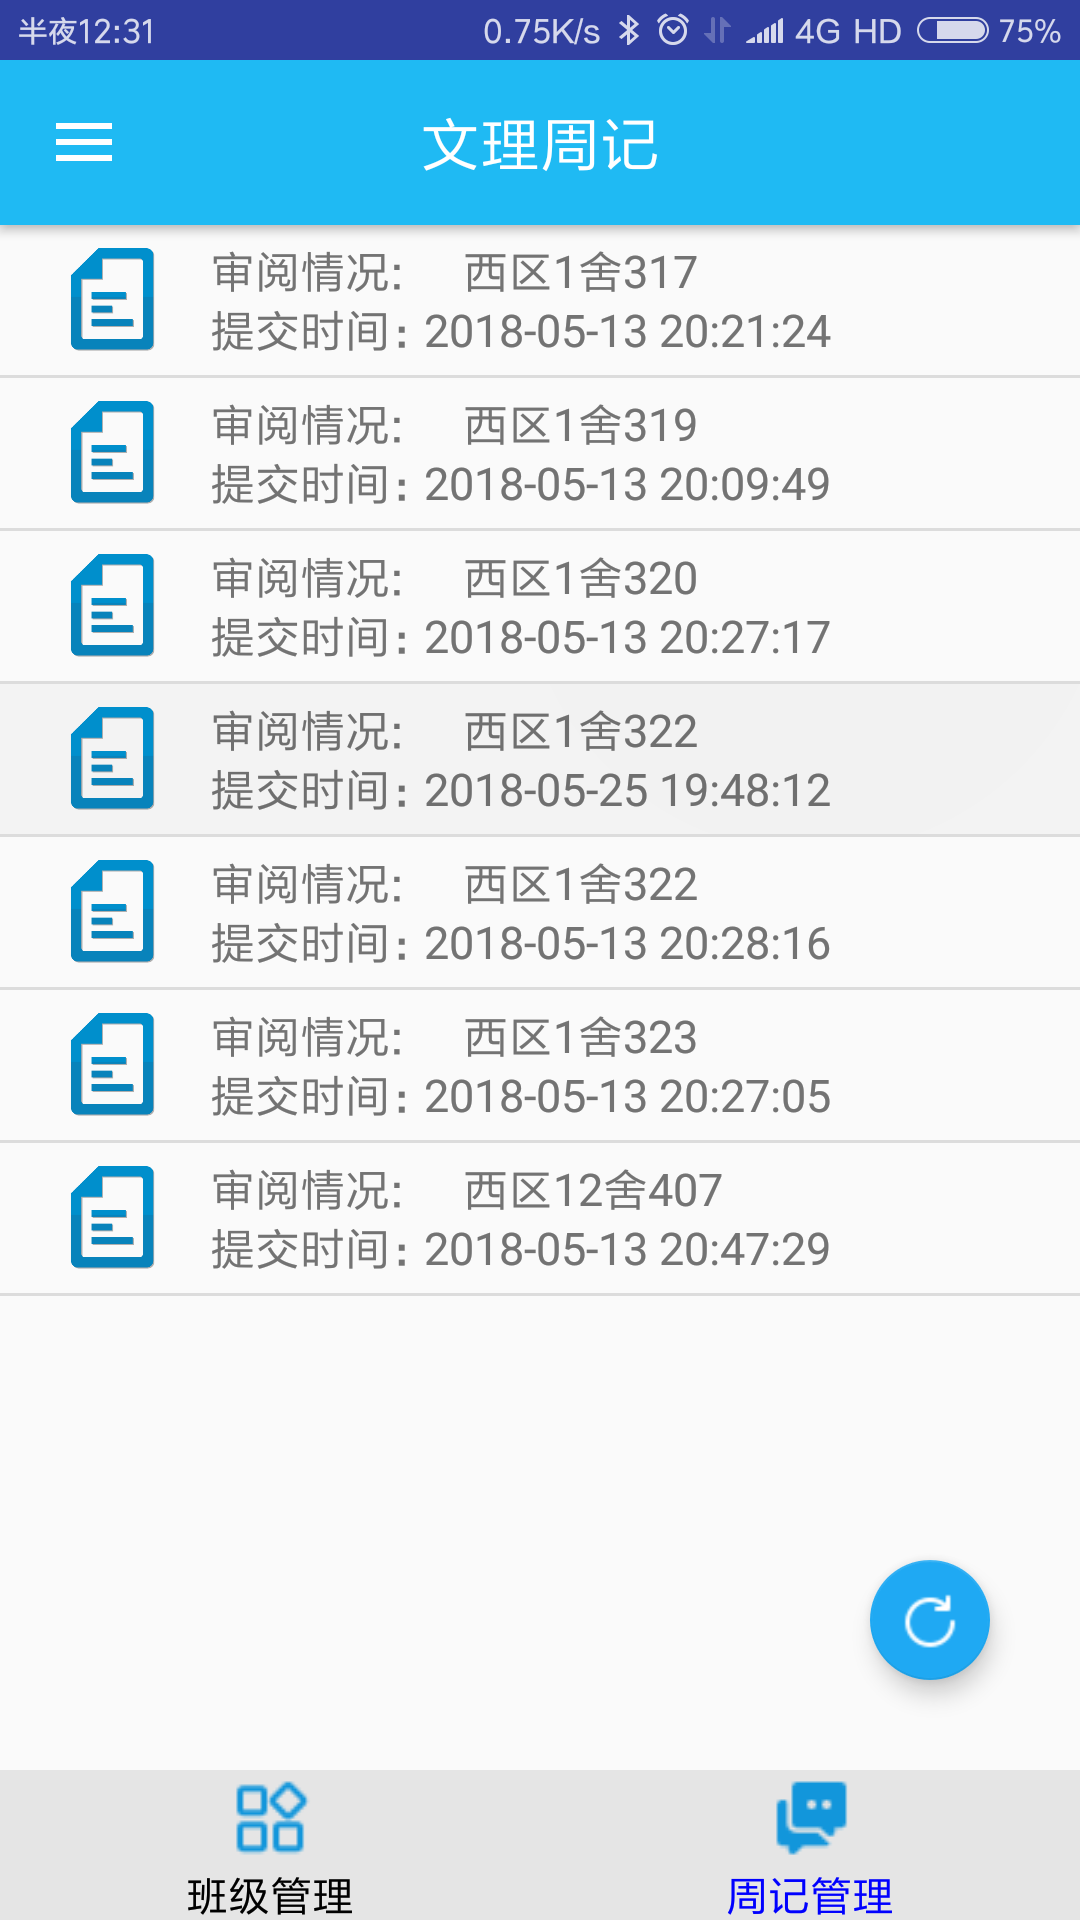 半夜12:31 0.75K/s 4G HD 75%
文理周记
审阅情况: 西区1舍317
提交时间: 2018-05-13 20:21:24
审阅情况: 西区1舍319
提交时间: 2018-05-13 20:09:49
审阅情况: 西区1舍320
提交时间: 2018-05-13 20:27:17
审阅情况: 西区1舍322
提交时间: 2018-05-25 19:48:12
审阅情况: 西区1舍322
提交时间: 2018-05-13 20:28:16
审阅情况: 西区1舍323
提交时间: 2018-05-13 20:27:05
审阅情况: 西区12舍407
提交时间: 2018-05-13 20:47:29
班级管理 周记管理